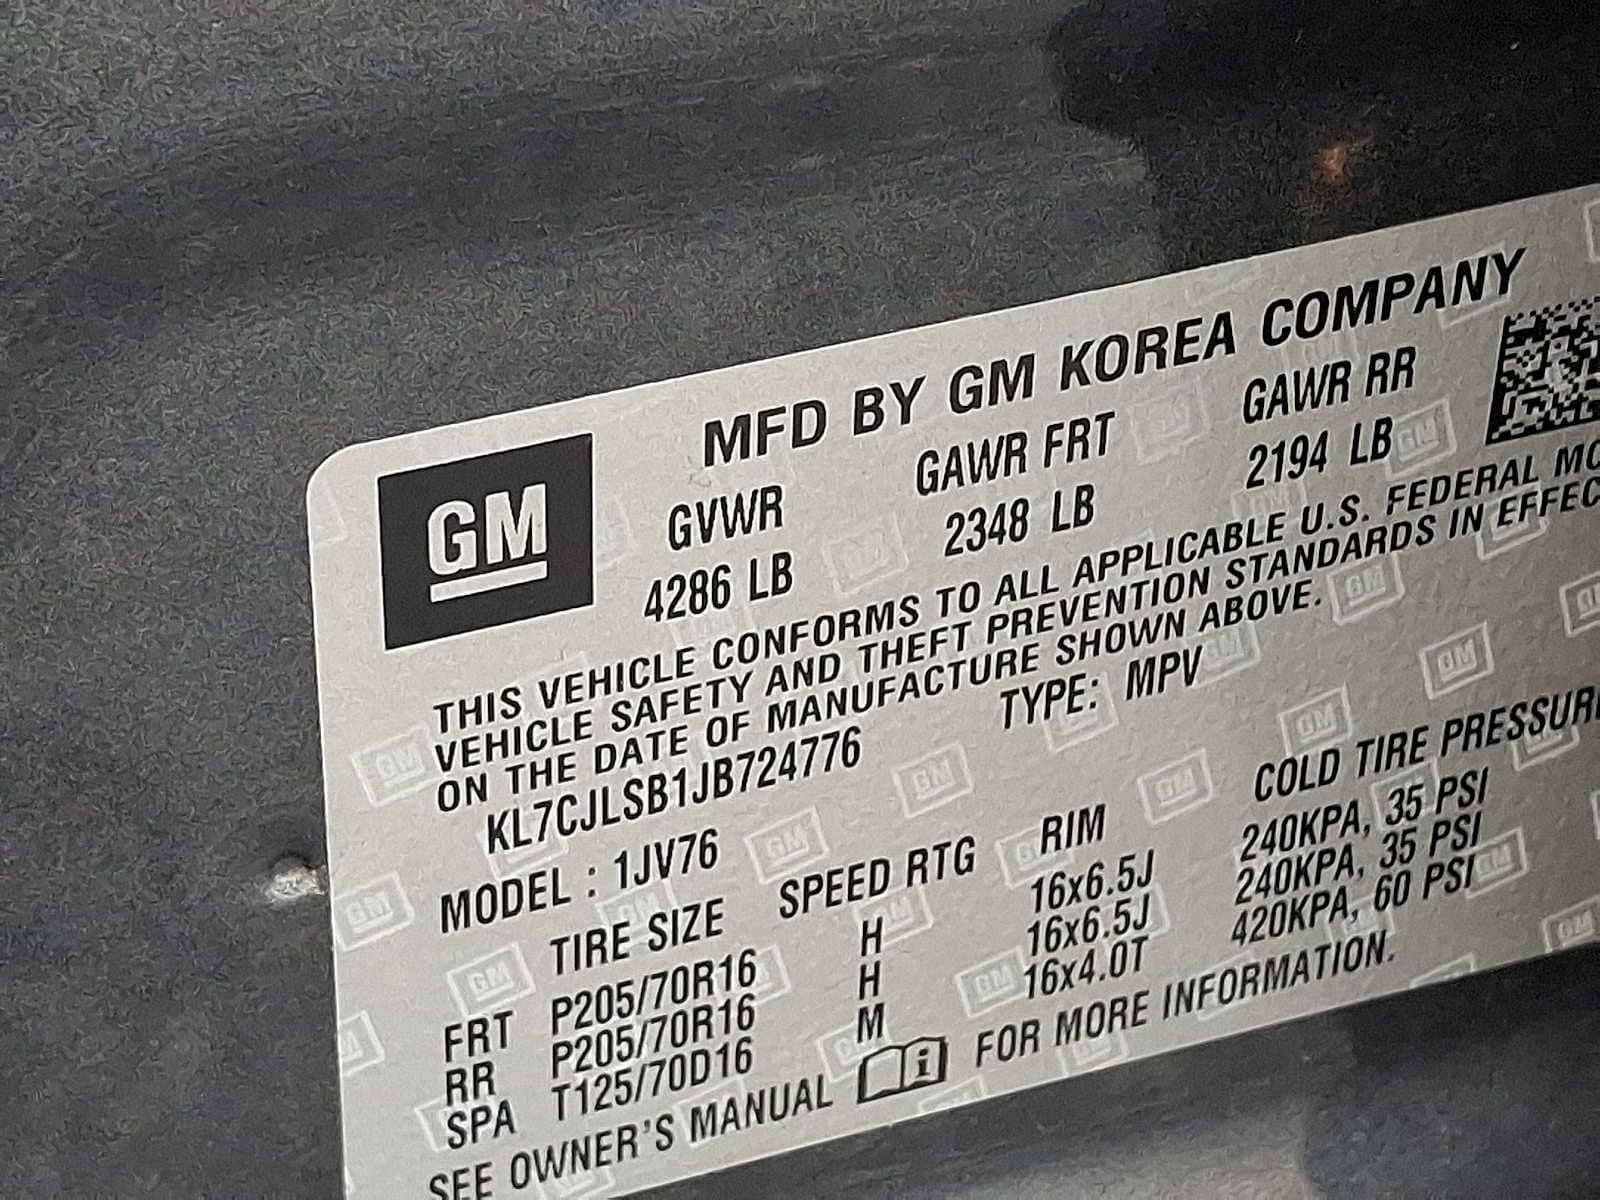 MFD BY GM KOREA COMPANY
GM
GVWR GAWR FRT GAWR RR
4286 LB 2348 LB 2194 LB
THIS VEHICLE CONFORMS TO ALL APPLICABLE U.S. FEDERAL MO
VEHICLE SAFETY AND THEFT PREVENTION STANDARDS IN EFFEC
ON THE DATE OF MANUFACTURE SHOWN ABOVE.
KL7CJLSB1JB724776 TYPE: MPV
MODEL : 1JV76
TIRE SIZE SPEED RTG RIM COLD TIRE PRESSURE
FRT P205/70R16 H 16x6.5J 240KPA, 35 PSI
RR P205/70R16 H 16x6.5J 240KPA, 35 PSI
SPA T125/70D16 M 16x4.0T 420KPA, 60 PSI
SEE OWNER'S MANUAL i FOR MORE INFORMATION.